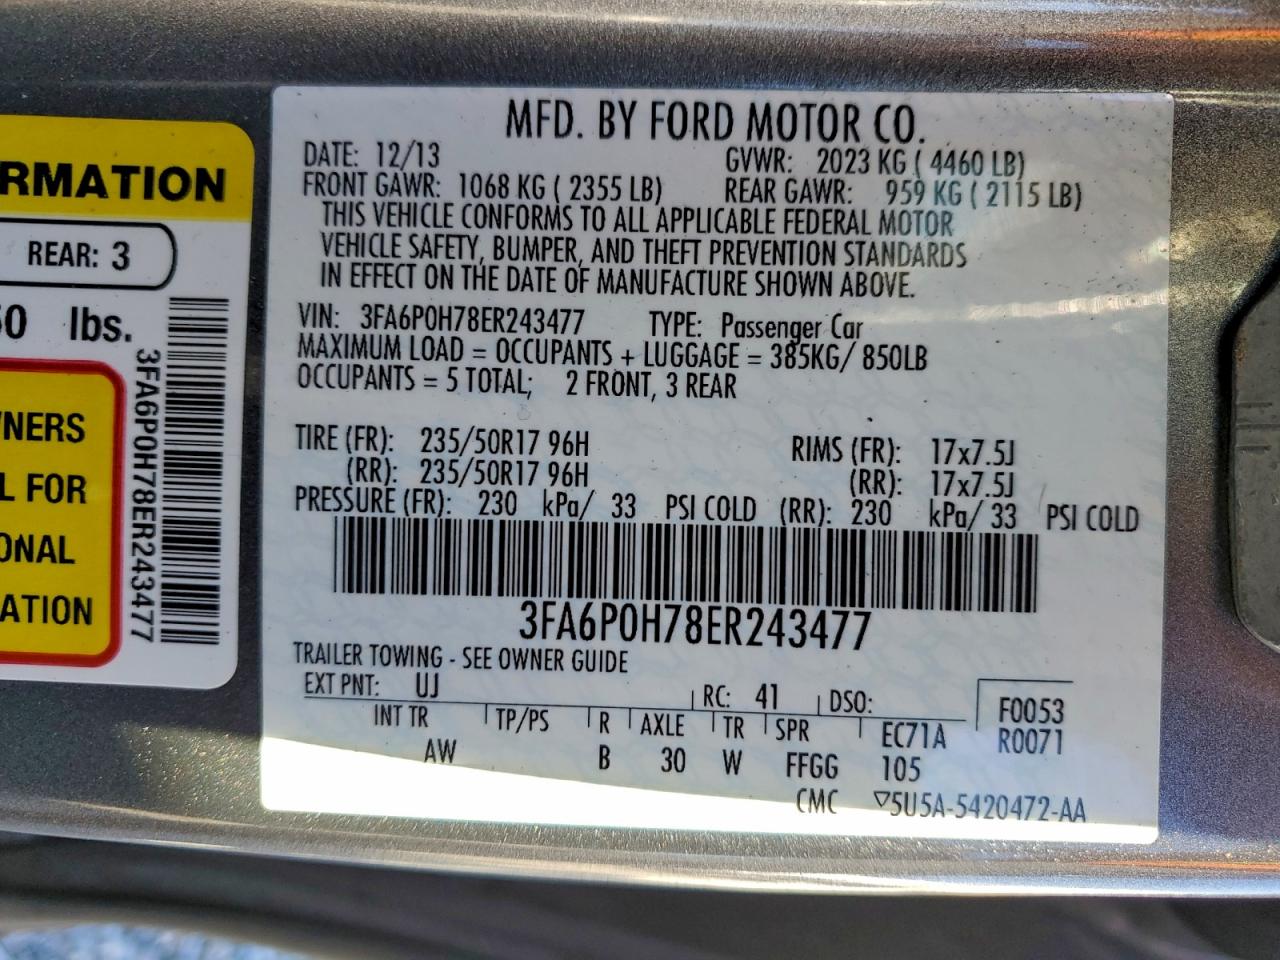 RMATION
REAR: 3
50 lbs.
3FA6P0H78ER243477
NERS
L FOR
ONAL
ATION
MFD. BY FORD MOTOR CO.
DATE: 12/13 GVWR: 2023 KG ( 4460 LB)
FRONT GAWR: 1068 KG ( 2355 LB) REAR GAWR: 959 KG ( 2115 LB)
THIS VEHICLE CONFORMS TO ALL APPLICABLE FEDERAL MOTOR
VEHICLE SAFETY, BUMPER, AND THEFT PREVENTION STANDARDS
IN EFFECT ON THE DATE OF MANUFACTURE SHOWN ABOVE.
VIN: 3FA6P0H78ER243477 TYPE: Passenger Car
MAXIMUM LOAD = OCCUPANTS + LUGGAGE = 385KG/ 850LB
OCCUPANTS = 5 TOTAL; 2 FRONT, 3 REAR
TIRE (FR): 235/50R17 96H RIMS (FR): 17x7.5J
(RR): 235/50R17 96H (RR): 17x7.5J
PRESSURE (FR): 230 kPa/ 33 PSI COLD (RR): 230 kPa/ 33 PSI COLD
3FA6P0H78ER243477
TRAILER TOWING - SEE OWNER GUIDE
EXT PNT: UJ RC: 41 DSO: F0053
INT TR TP/PS R AXLE TR SPR EC71A R0071
AW B 30 W FFGG 105
CMC ▽5U5A-5420472-AA